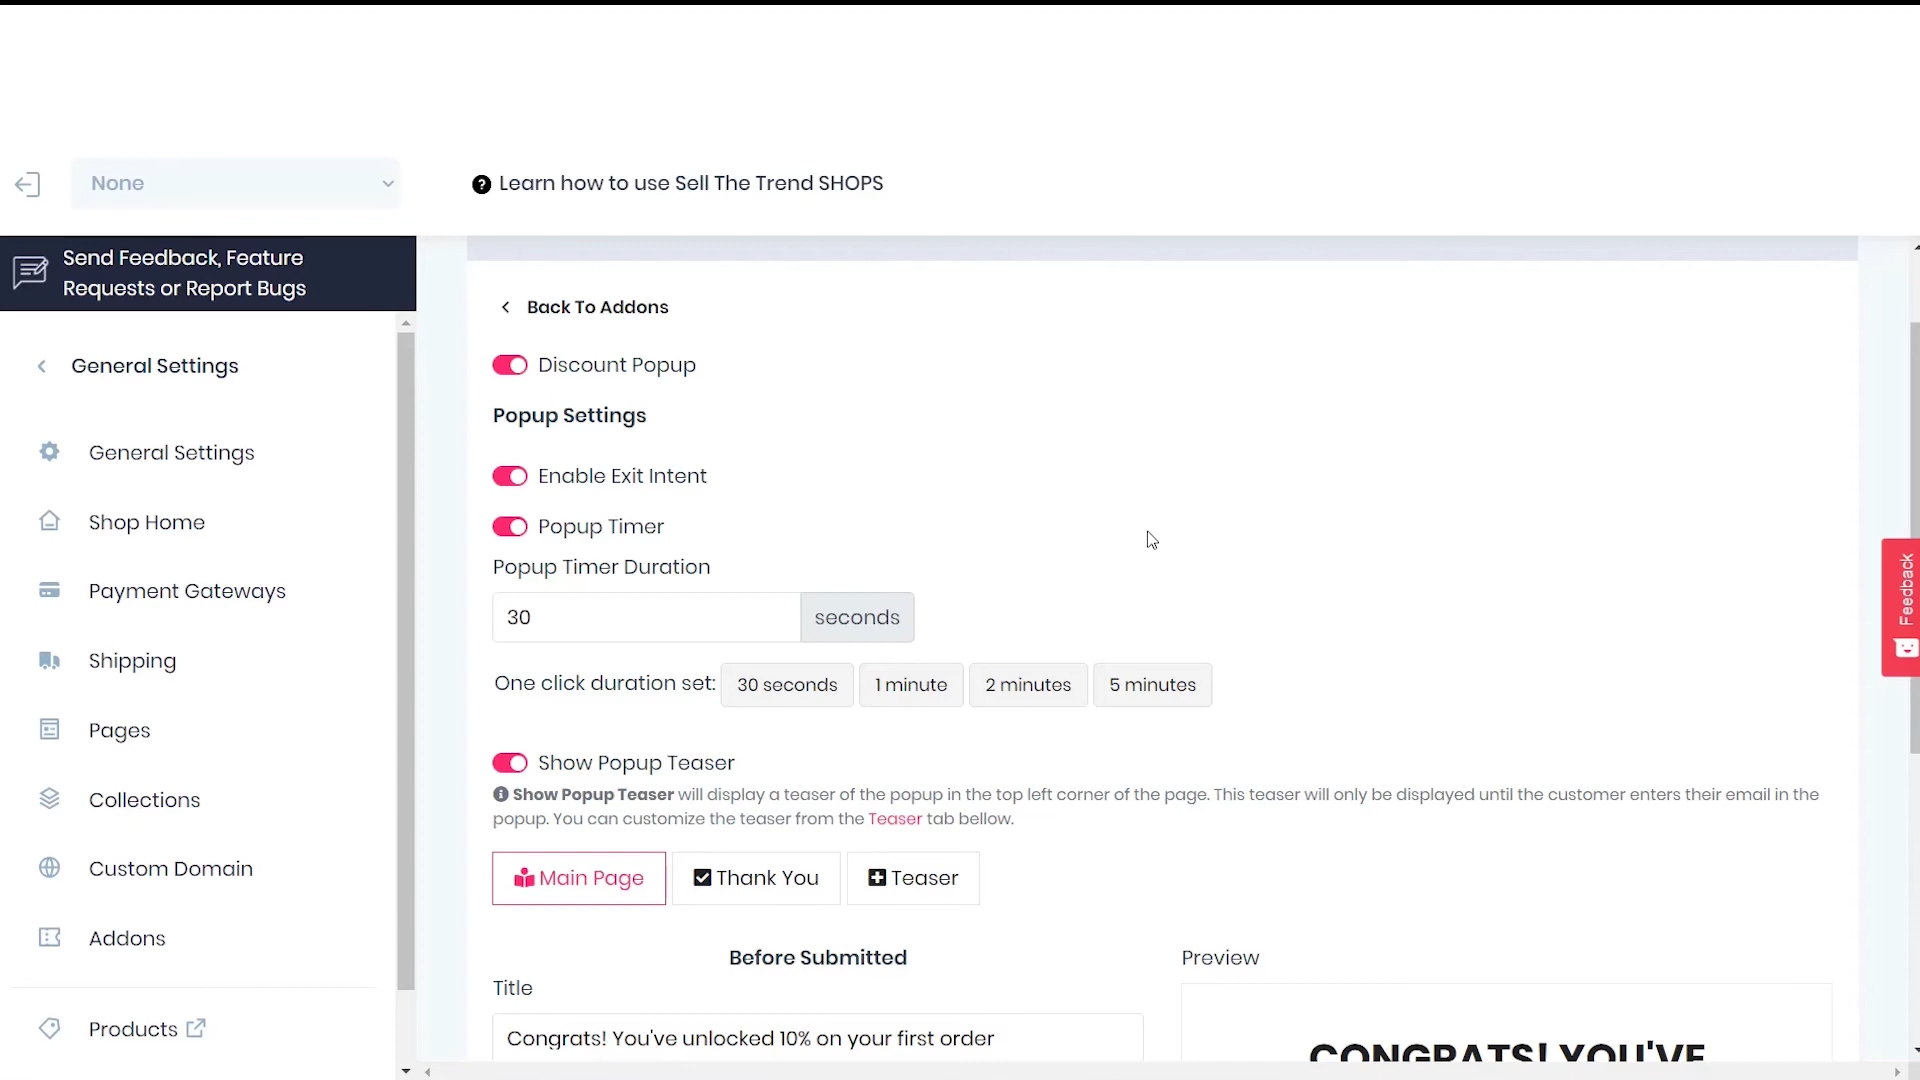 None
Learn how to use Sell The Trend SHOPS
Send Feedback, Feature
Requests or Report Bugs
General Settings
General Settings
Shop Home
Payment Gateways
Shipping
Pages
Collections
Custom Domain
Addons
Products
Back To Addons
Discount Popup
Popup Settings
Enable Exit Intent
Popup Timer
Popup Timer Duration
30 seconds
One click duration set: 30 seconds 1 minute 2 minutes 5 minutes
Show Popup Teaser
Show Popup Teaser will display a teaser of the popup in the top left corner of the page. This teaser will only be displayed until the customer enters their email in the
popup. You can customize the teaser from the Teaser tab bellow.
Main Page Thank You Teaser
Before Submitted
Title
Congrats! You've unlocked 10% on your first order
Preview
CONGRATS! YOU'VE
Feedback